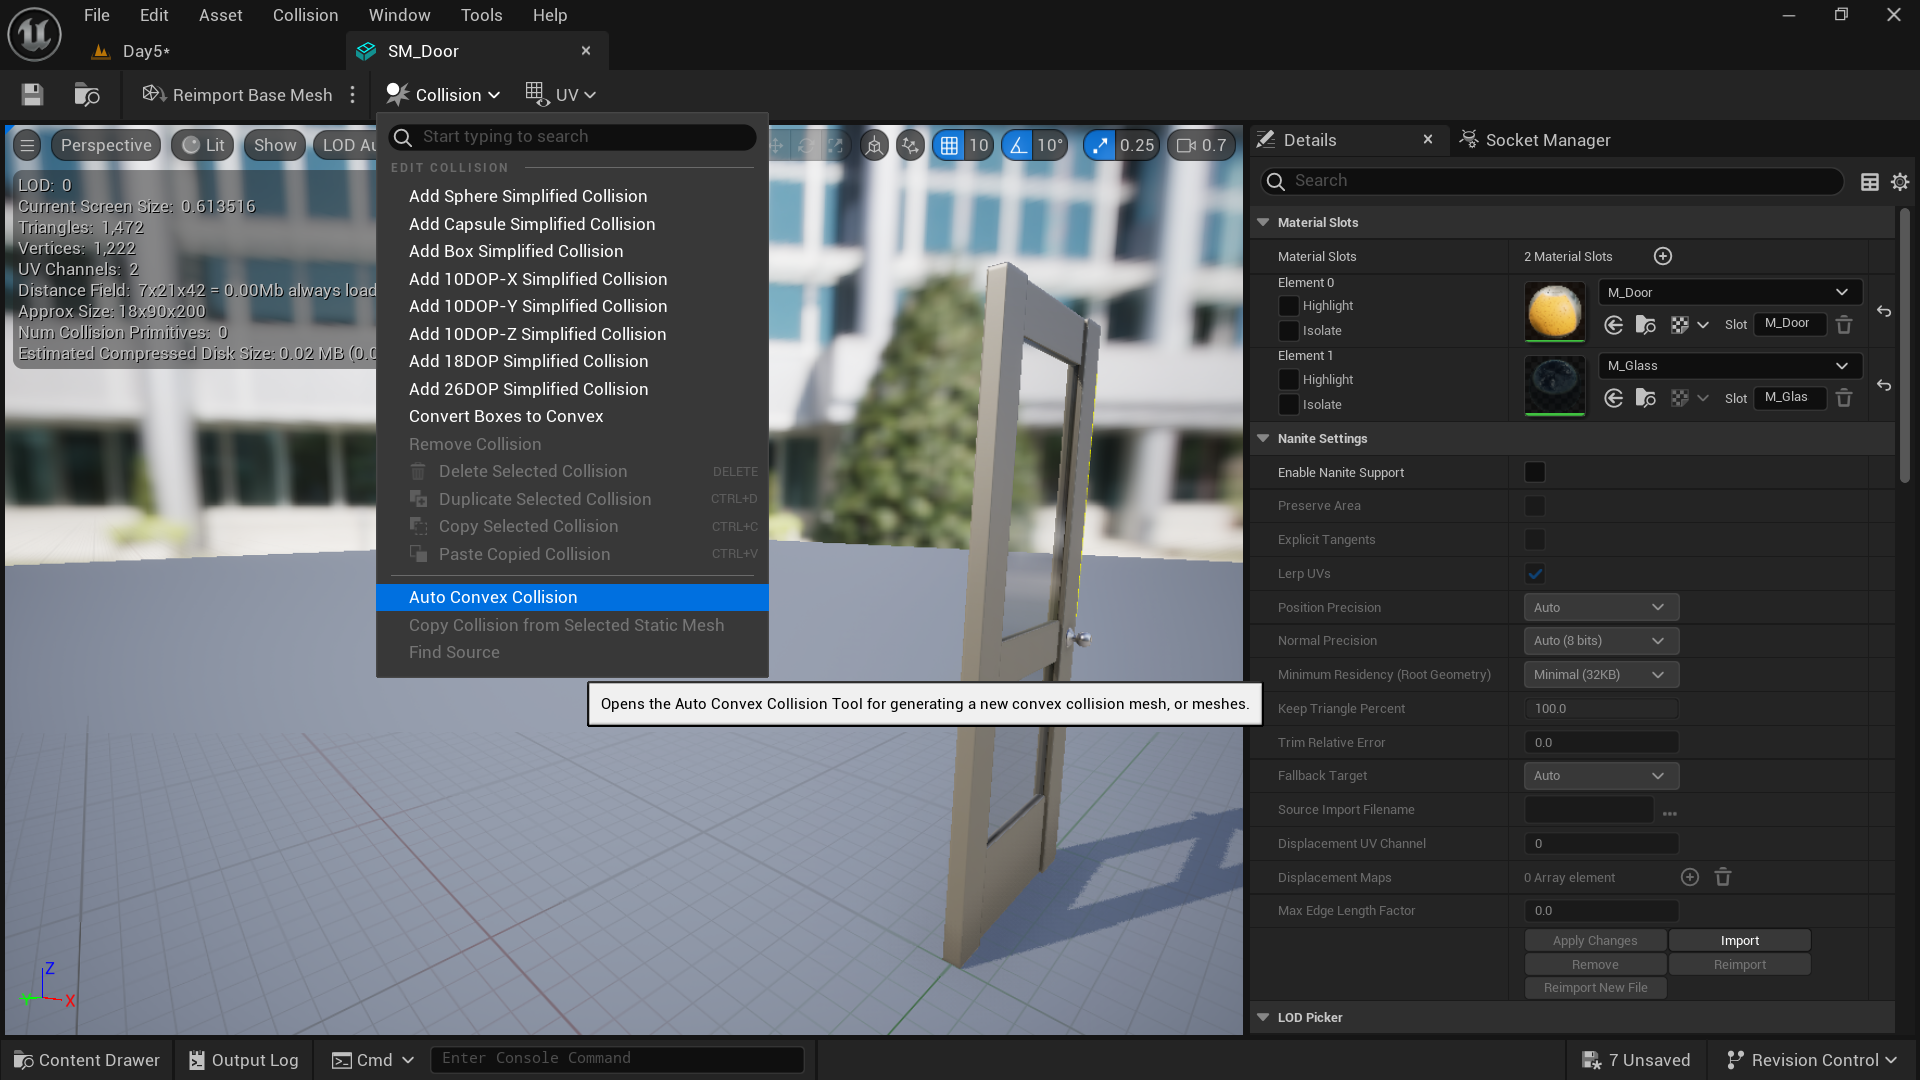 File Edit Asset Collision Window Tools Help
Day5*
SM_Door
Reimport Base Mesh
Collision
UV
Perspective
Lit
Show
LOD Au
10
10°
0.25
0.7
LOD: 0
Current Screen Size: 0.613516
Triangles: 1,472
Vertices: 1,222
UV Channels: 2
Distance Field: 7x21x42 = 0.00Mb always load
Approx Size: 18x90x200
Num Collision Primitives: 0
Estimated Compressed Disk Size: 0.02 MB (0.0
Start typing to search
EDIT COLLISION
Add Sphere Simplified Collision
Add Capsule Simplified Collision
Add Box Simplified Collision
Add 10DOP-X Simplified Collision
Add 10DOP-Y Simplified Collision
Add 10DOP-Z Simplified Collision
Add 18DOP Simplified Collision
Add 26DOP Simplified Collision
Convert Boxes to Convex
Remove Collision
Delete Selected Collision DELETE
Duplicate Selected Collision CTRL+D
Copy Selected Collision CTRL+C
Paste Copied Collision CTRL+V
Auto Convex Collision
Copy Collision from Selected Static Mesh
Find Source
Opens the Auto Convex Collision Tool for generating a new convex collision mesh, or meshes.
Z
Y
X
Details
Socket Manager
Search
Material Slots
Material Slots 2 Material Slots
Element 0
Highlight
Isolate
M_Door
Slot M_Door
Element 1
Highlight
Isolate
M_Glass
Slot M_Glas
Nanite Settings
Enable Nanite Support
Preserve Area
Explicit Tangents
Lerp UVs
Position Precision Auto
Normal Precision Auto (8 bits)
Minimum Residency (Root Geometry) Minimal (32KB)
Keep Triangle Percent 100.0
Trim Relative Error 0.0
Fallback Target Auto
Source Import Filename
Displacement UV Channel 0
Displacement Maps 0 Array element
Max Edge Length Factor 0.0
Apply Changes Import
Remove Reimport
Reimport New File
LOD Picker
Content Drawer
Output Log
Cmd
Enter Console Command
7 Unsaved
Revision Control